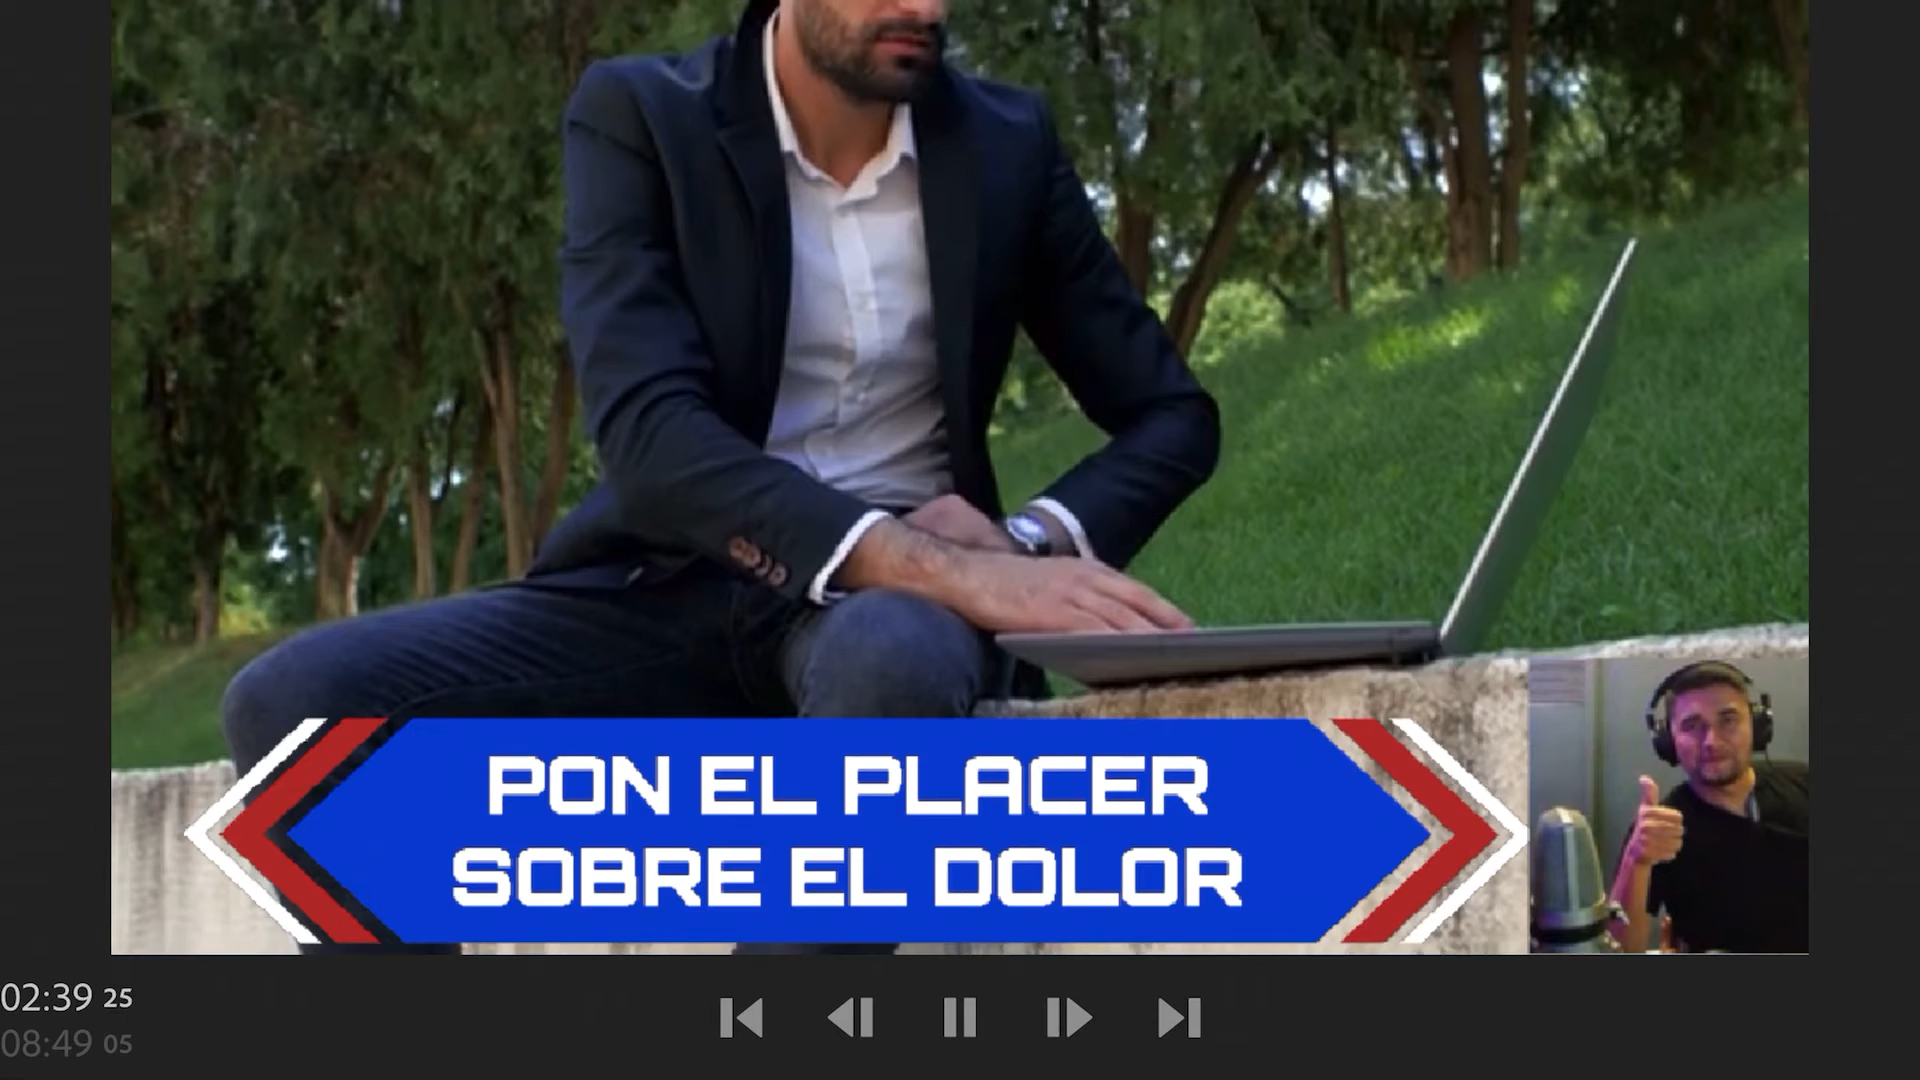 PON EL PLACER
SOBRE EL DOLOR
02:39 25
08:49 05